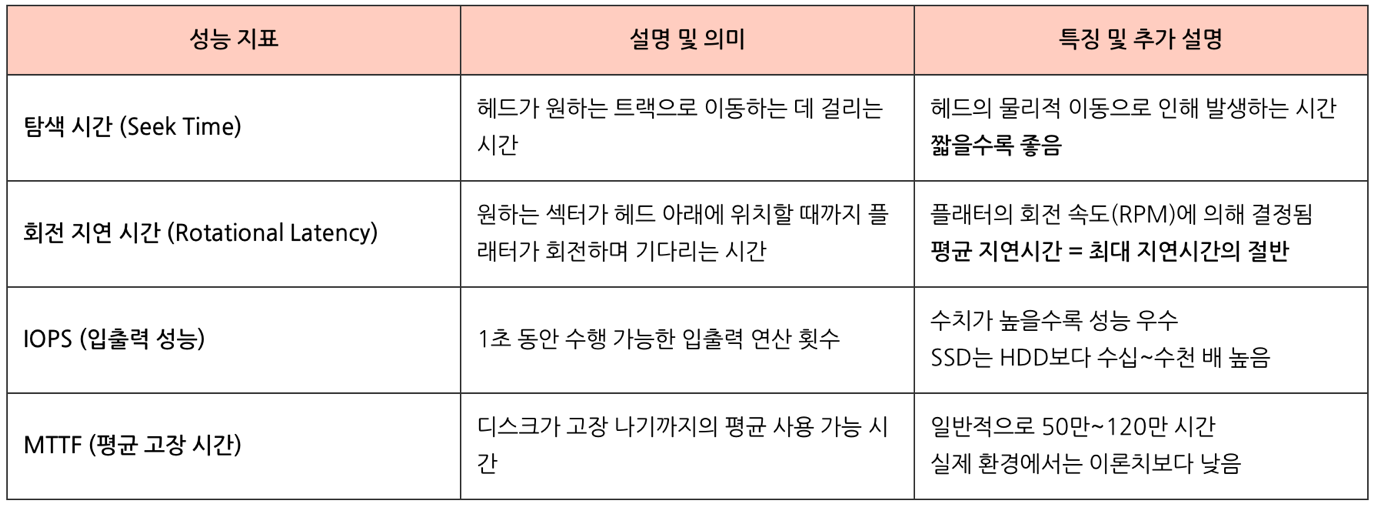 성능 지표
설명 및 의미
특징 및 추가 설명
탐색 시간 (Seek Time)
헤드가 원하는 트랙으로 이동하는 데 걸리는
시간
헤드의 물리적 이동으로 인해 발생하는 시간
짧을수록 좋음
회전 지연 시간 (Rotational Latency)
원하는 섹터가 헤드 아래에 위치할 때까지 플
래터가 회전하며 기다리는 시간
플래터의 회전 속도(RPM)에 의해 결정됨
평균 지연시간 = 최대 지연시간의 절반
IOPS (입출력 성능)
1초 동안 수행 가능한 입출력 연산 횟수
수치가 높을수록 성능 우수
SSD는 HDD보다 수십~수천 배 높음
MTTF (평균 고장 시간)
디스크가 고장 나기까지의 평균 사용 가능 시
간
일반적으로 50만~120만 시간
실제 환경에서는 이론치보다 낮음